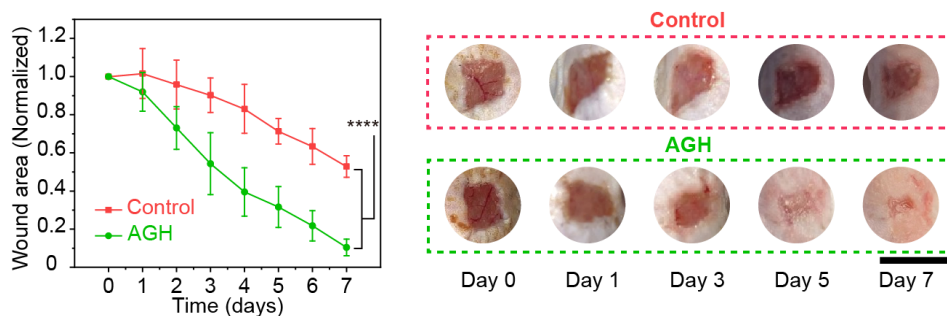 Wound area (Normalized)
1.2
1.0
0.8
0.6
0.4
0.2
0
****
Control
AGH
0 1 2 3 4 5 6 7
Time (days)
Control
AGH
Day 0 Day 1 Day 3 Day 5 Day 7